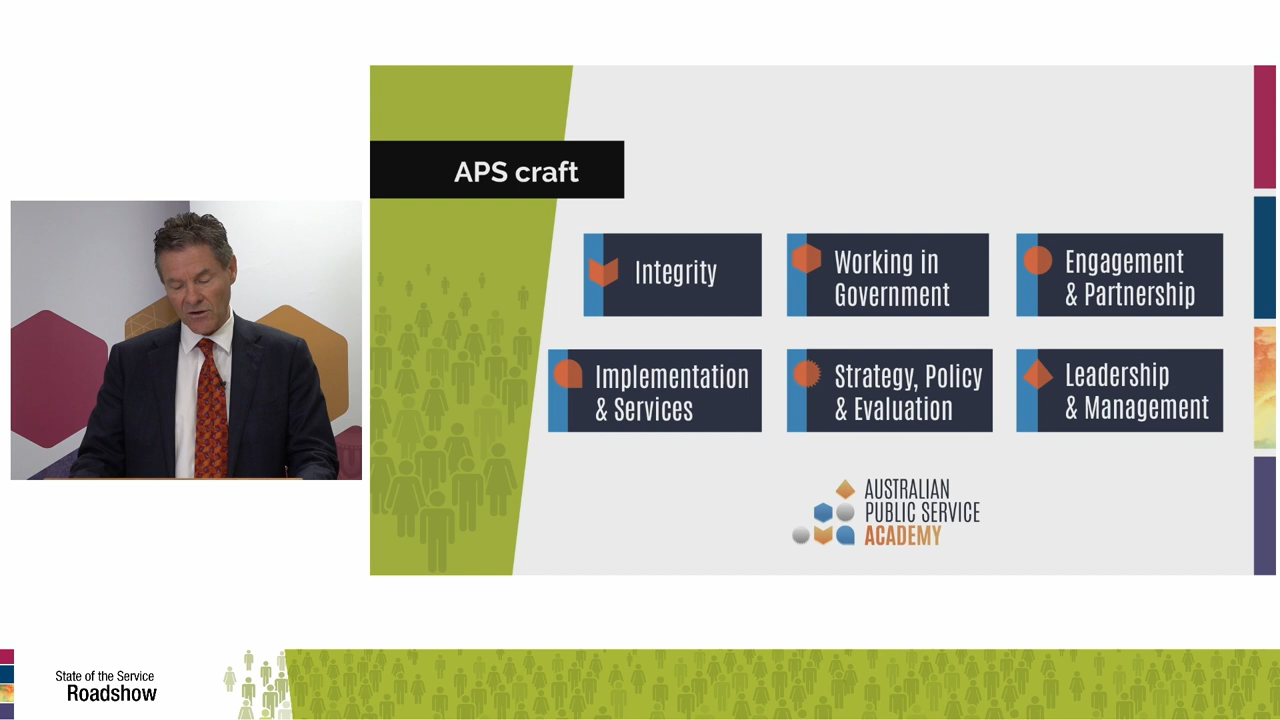 APS craft
Integrity
Working in
Government
Engagement
& Partnership
Implementation
& Services
Strategy, Policy
& Evaluation
Leadership
& Management
AUSTRALIAN
PUBLIC SERVICE
ACADEMY
State of the Service
Roadshow